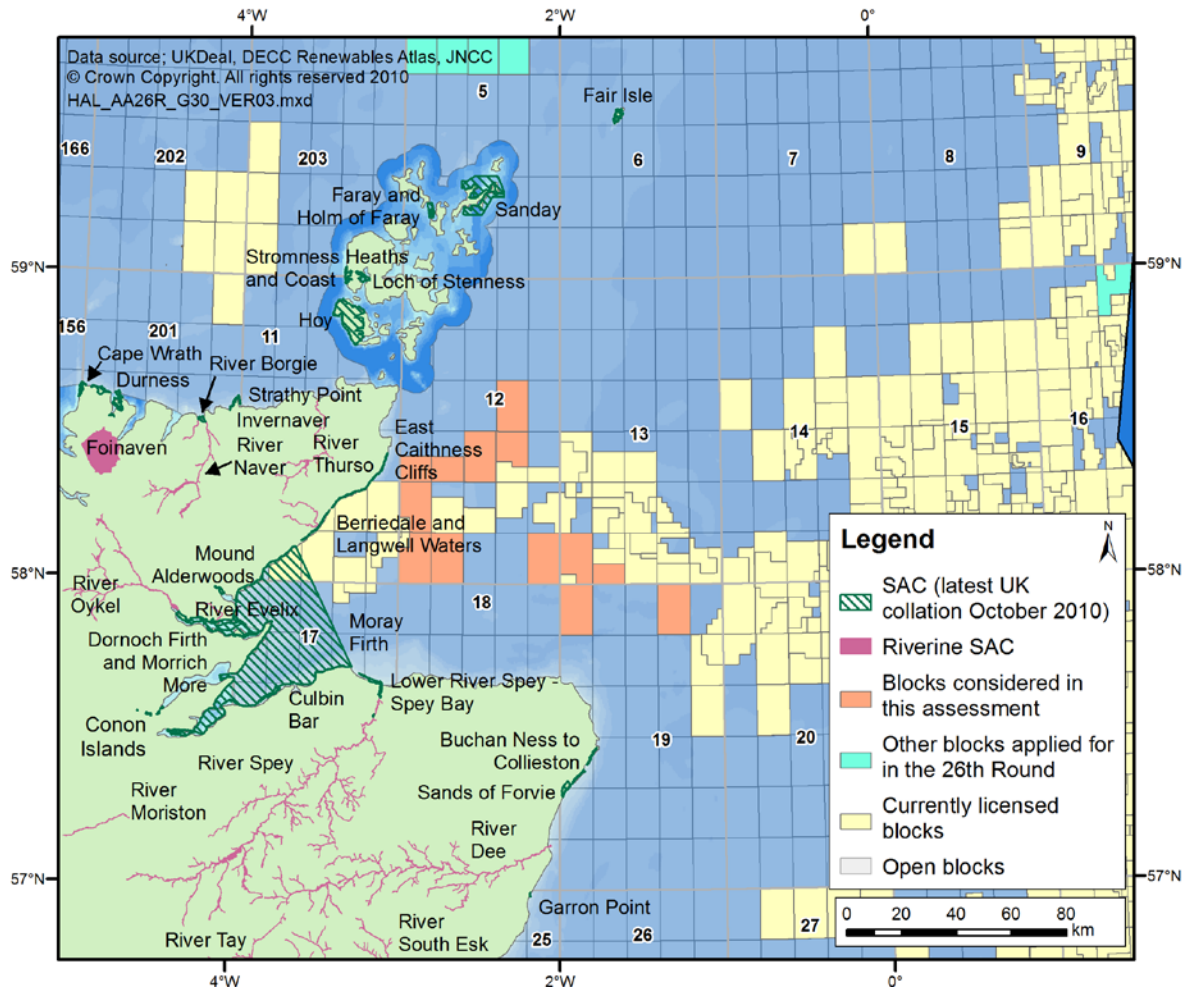 4°W
2°W
0°
Data source; UKDeal, DECC Renewables Atlas, JNCC
© Crown Copyright. All rights reserved 2010
HAL_AA26R_G30_VER03.mxd
5
Fair Isle
166
202
203
6
7
8
9
Faray and
Holm of Faray
Sanday
59°N
59°N
Stromness Heaths
and Coast
Loch of Stenness
Hoy
156
201
11
Cape Wrath
River Borgie
Durness
Strathy Point
12
Invernaver
Foinaven
River
Naver
River
Thurso
East
Caithness
Cliffs
13
14
15
16
Berriedale and
Langwell Waters
Mound
Alderwoods
58°N
58°N
River
Oykel
River Evelix
18
17
Moray
Firth
Dornoch Firth
and Morrich
More
Lower River Spey -
Spey Bay
Culbin
Bar
Conon
Islands
Buchan Ness to
Collieston
19
20
River Spey
Sands of Forvie
River
Moriston
River
Dee
57°N
57°N
Garron Point
River
South Esk
River Tay
25
26
27
Legend
N
SAC (latest UK
collation October 2010)
Riverine SAC
Blocks considered in
this assessment
Other blocks applied for
in the 26th Round
Currently licensed
blocks
Open blocks
0 20 40 60 80
km
4°W
2°W
0°